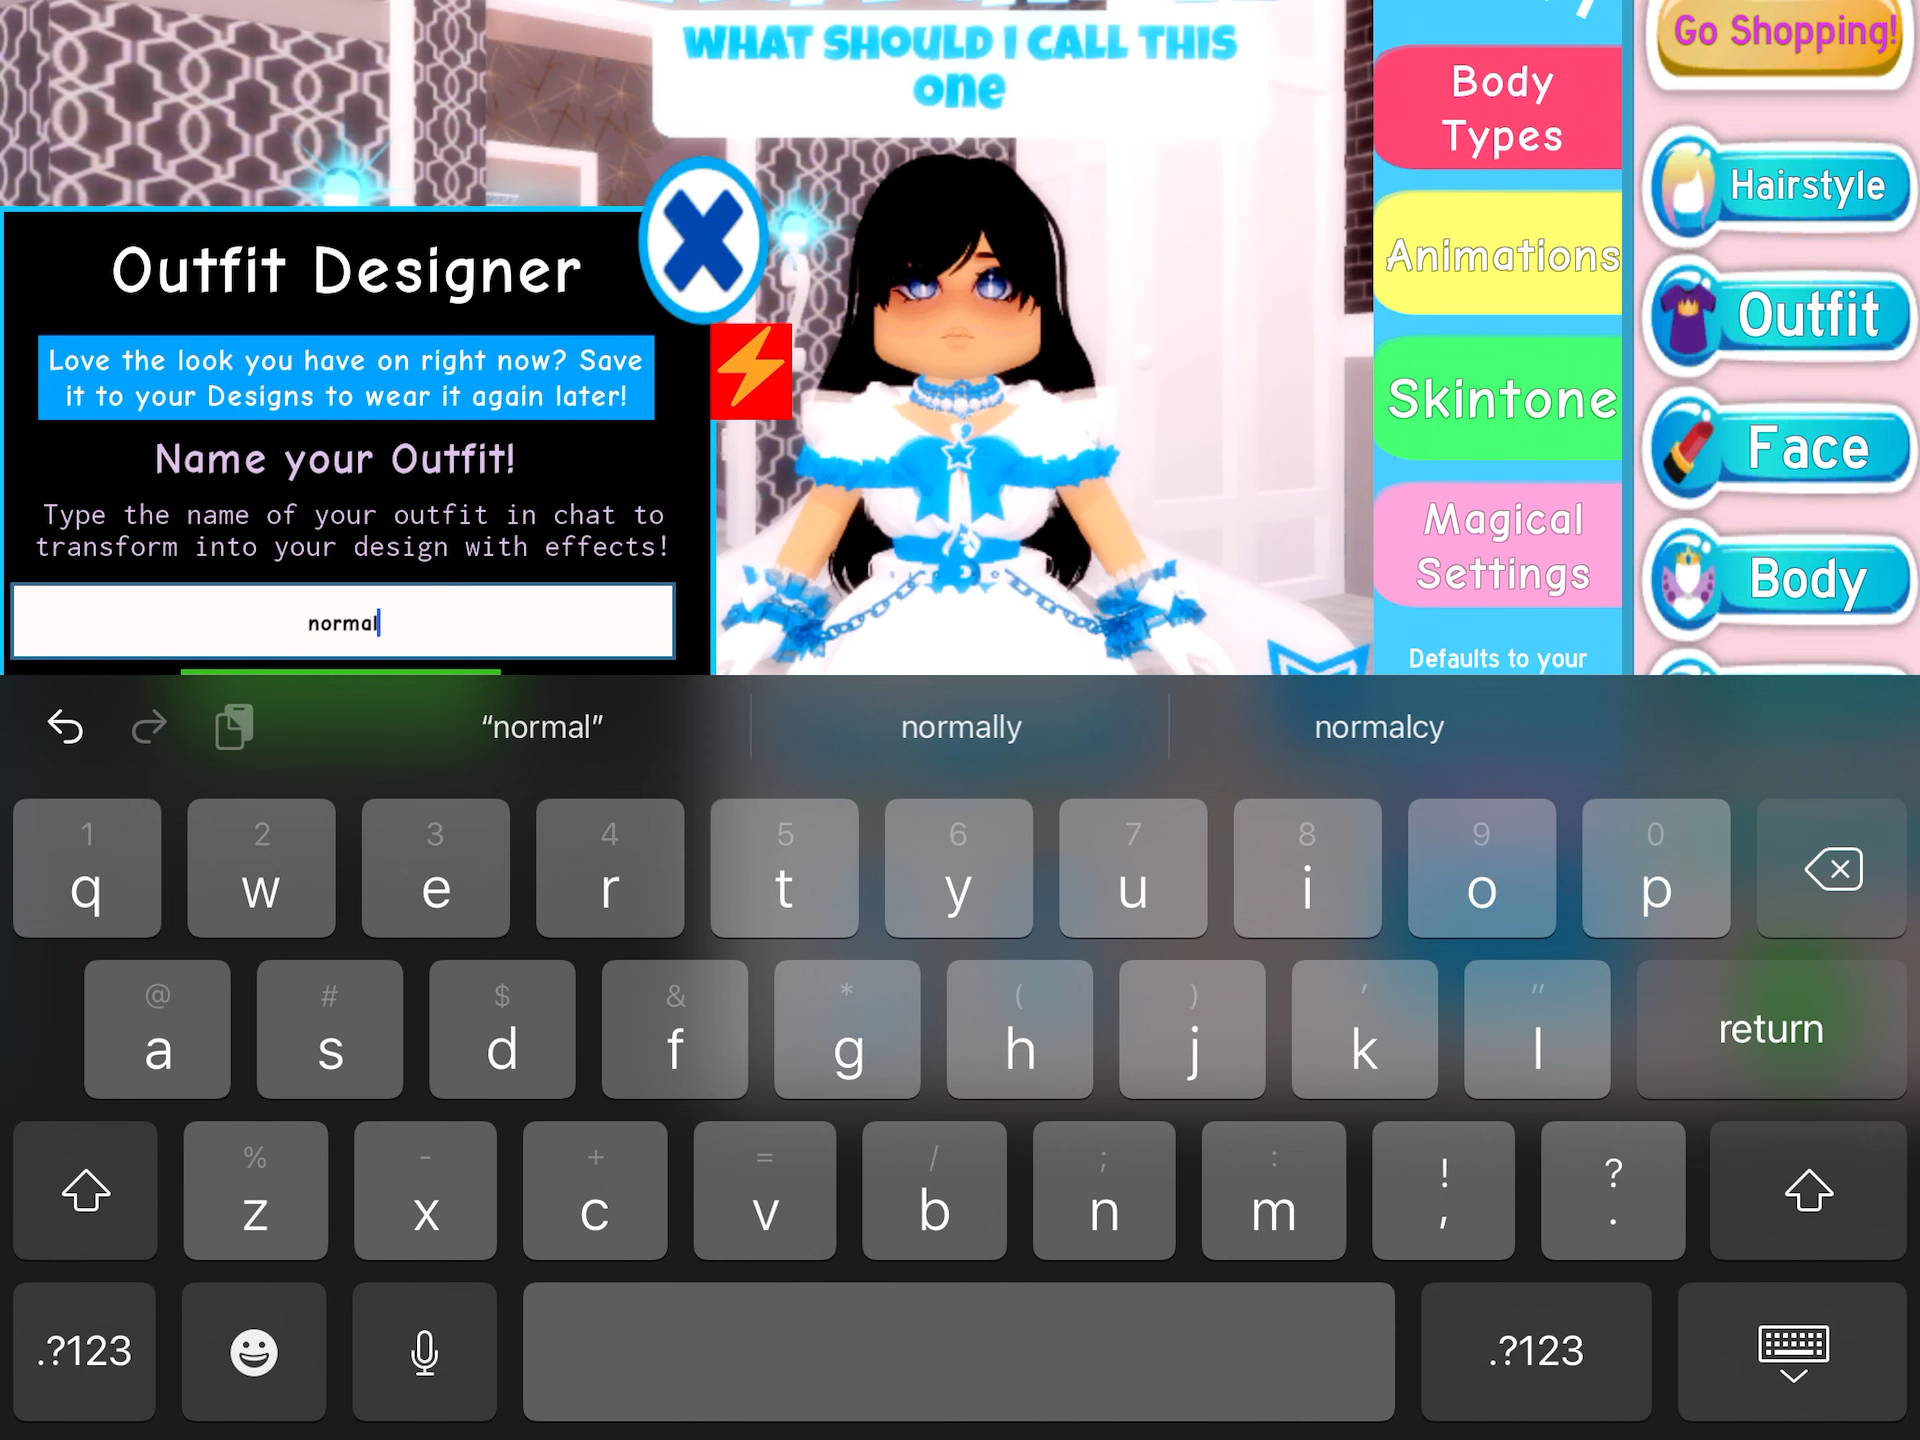 WHAT SHOULD I CALL THIS
one
Go Shopping!
Body
Types
Animations
Skintone
Magical
Settings
Defaults to your
Hairstyle
Outfit
Face
Body
Outfit Designer
Love the look you have on right now? Save
it to your Designs to wear it again later!
Name your Outfit!
Type the name of your outfit in chat to
transform into your design with effects!
normal
“normal” normally normalcy
1 2 3 4 5 6 7 8 9 0
q w e r t y u i o p
@ # $ & * ( ) ' "
a s d f g h j k l return
% - + = / ; : ! ?
z x c v b n m , .
.?123 .?123